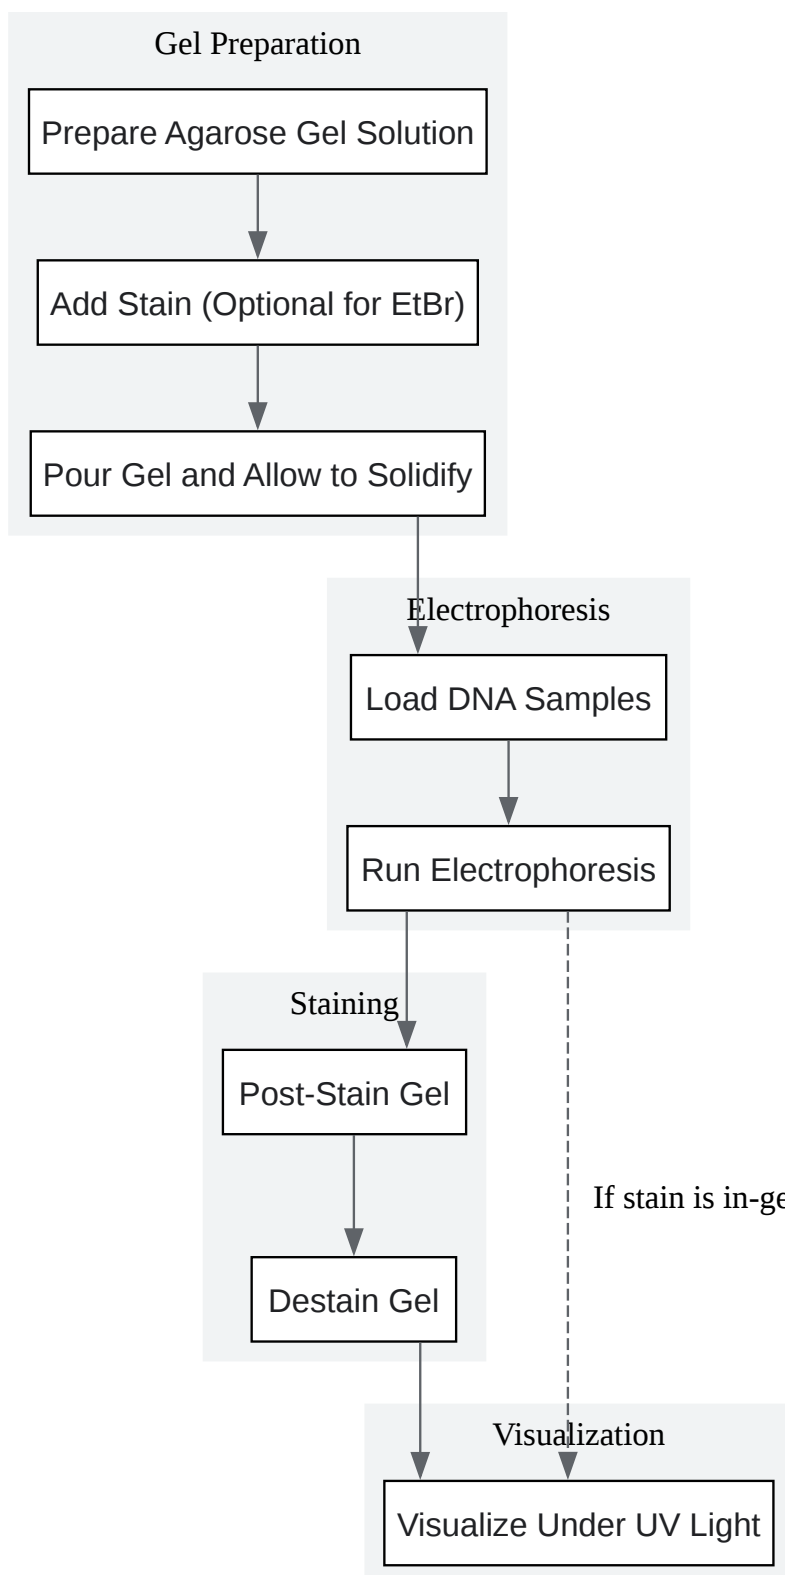 Gel Preparation
Prepare Agarose Gel Solution
Add Stain (Optional for EtBr)
Pour Gel and Allow to Solidify
Electrophoresis
Load DNA Samples
Run Electrophoresis
Staining
Post-Stain Gel
If stain is in-ge
Destain Gel
Visualization
Visualize Under UV Light